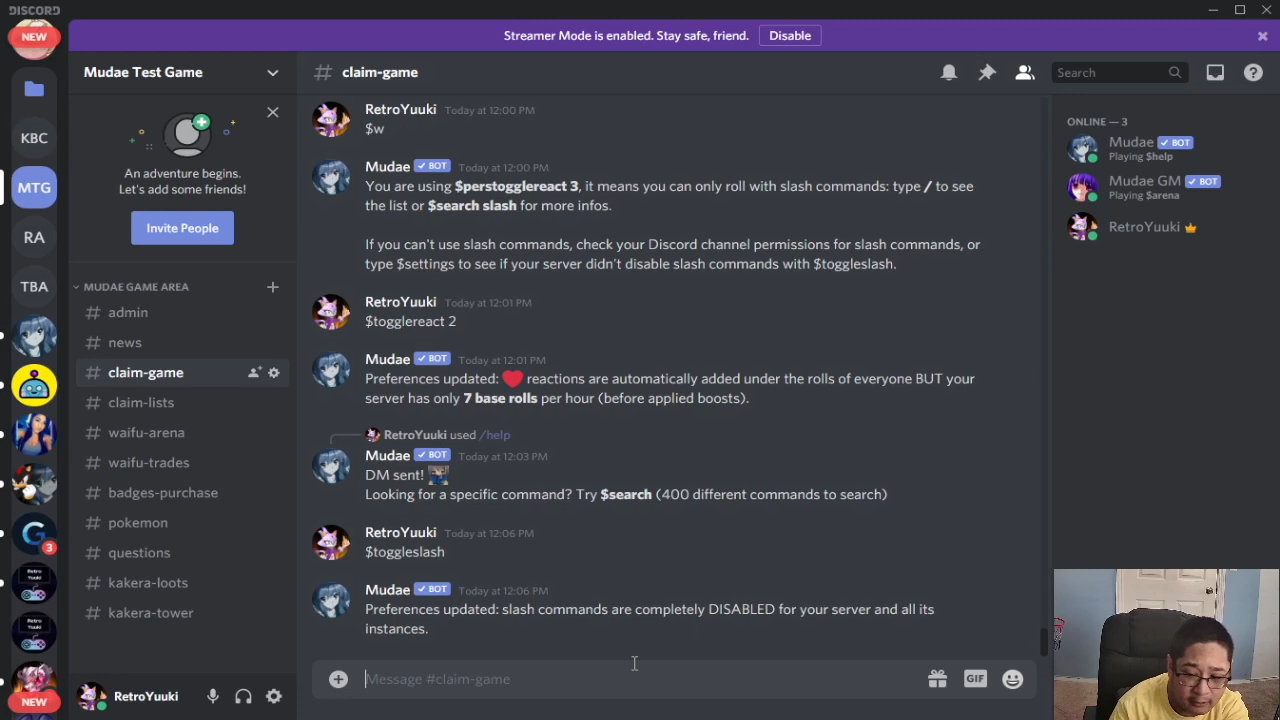 DISCORD
NEW
Streamer Mode is enabled. Stay safe, friend.
Disable
KBC
MTG
RA
TBA
3
NEW
Mudae Test Game
An adventure begins.
Let's add some friends!
Invite People
MUDAE GAME AREA
# admin
# news
# claim-game
# claim-lists
# waifu-arena
# waifu-trades
# badges-purchase
# pokemon
# questions
# kakera-loots
# kakera-tower
RetroYuuki
# claim-game
Search
RetroYuuki Today at 12:00 PM
$w
Mudae BOT Today at 12:00 PM
You are using $perstogglereact 3, it means you can only roll with slash commands: type / to see
the list or $search slash for more infos.
If you can't use slash commands, check your Discord channel permissions for slash commands, or
type $settings to see if your server didn't disable slash commands with $toggleslash.
RetroYuuki Today at 12:01 PM
$togglereact 2
Mudae BOT Today at 12:01 PM
Preferences updated: ❤️ reactions are automatically added under the rolls of everyone BUT your
server has only 7 base rolls per hour (before applied boosts).
RetroYuuki used /help
Mudae BOT Today at 12:03 PM
DM sent!
Looking for a specific command? Try $search (400 different commands to search)
RetroYuuki Today at 12:06 PM
$toggleslash
Mudae BOT Today at 12:06 PM
Preferences updated: slash commands are completely DISABLED for your server and all its
instances.
Message #claim-game
GIF
ONLINE — 3
Mudae BOT
Playing $help
Mudae GM BOT
Playing $arena
RetroYuuki